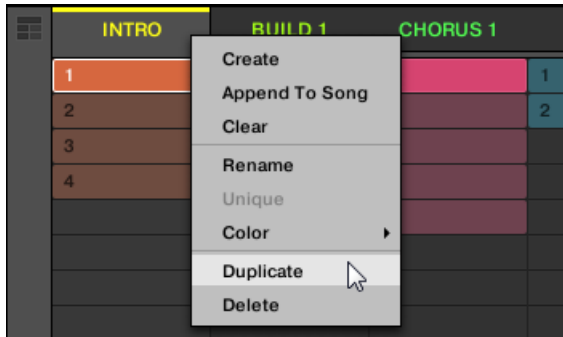 INTRO BUILD 1 CHORUS 1
1 1
2 2
3
4
Create
Append To Song
Clear
Rename
Unique
Color
Duplicate
Delete